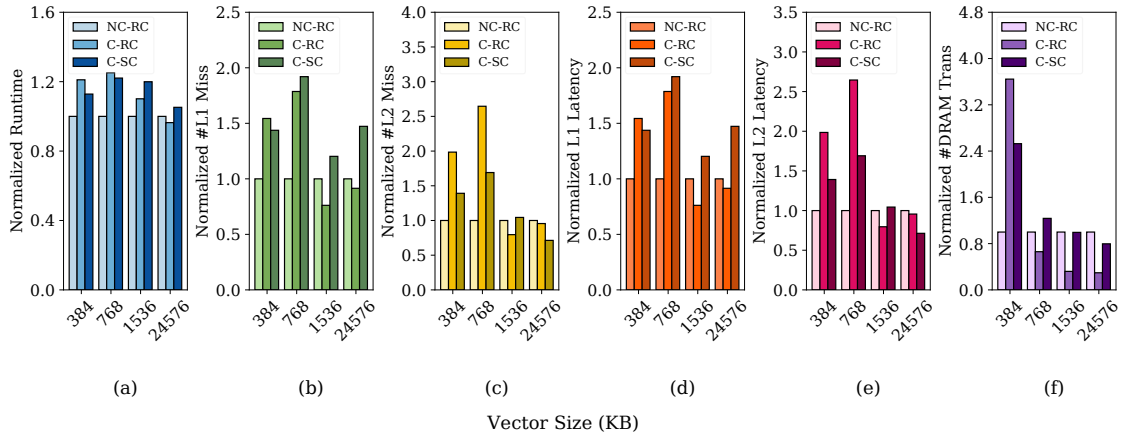 Normalized Runtime
1.6
1.2
0.8
0.4
0.0
NC-RC
C-RC
C-SC
384
768
1536
24576
(a)
Normalized #L1 Miss
2.5
2.0
1.5
1.0
0.5
0.0
NC-RC
C-RC
C-SC
384
768
1536
24576
(b)
Normalized #L2 Miss
4.0
3.5
3.0
2.5
2.0
1.5
1.0
0.5
0.0
NC-RC
C-RC
C-SC
384
768
1536
24576
(c)
Normalized L1 Latency
2.5
2.0
1.5
1.0
0.5
0.0
NC-RC
C-RC
C-SC
384
768
1536
24576
(d)
Normalized L2 Latency
3.5
3.0
2.5
2.0
1.5
1.0
0.5
0.0
NC-RC
C-RC
C-SC
384
768
1536
24576
(e)
Normalized #DRAM Trans
4.8
4.0
3.2
2.4
1.6
0.8
0.0
NC-RC
C-RC
C-SC
384
768
1536
24576
(f)
Vector Size (KB)